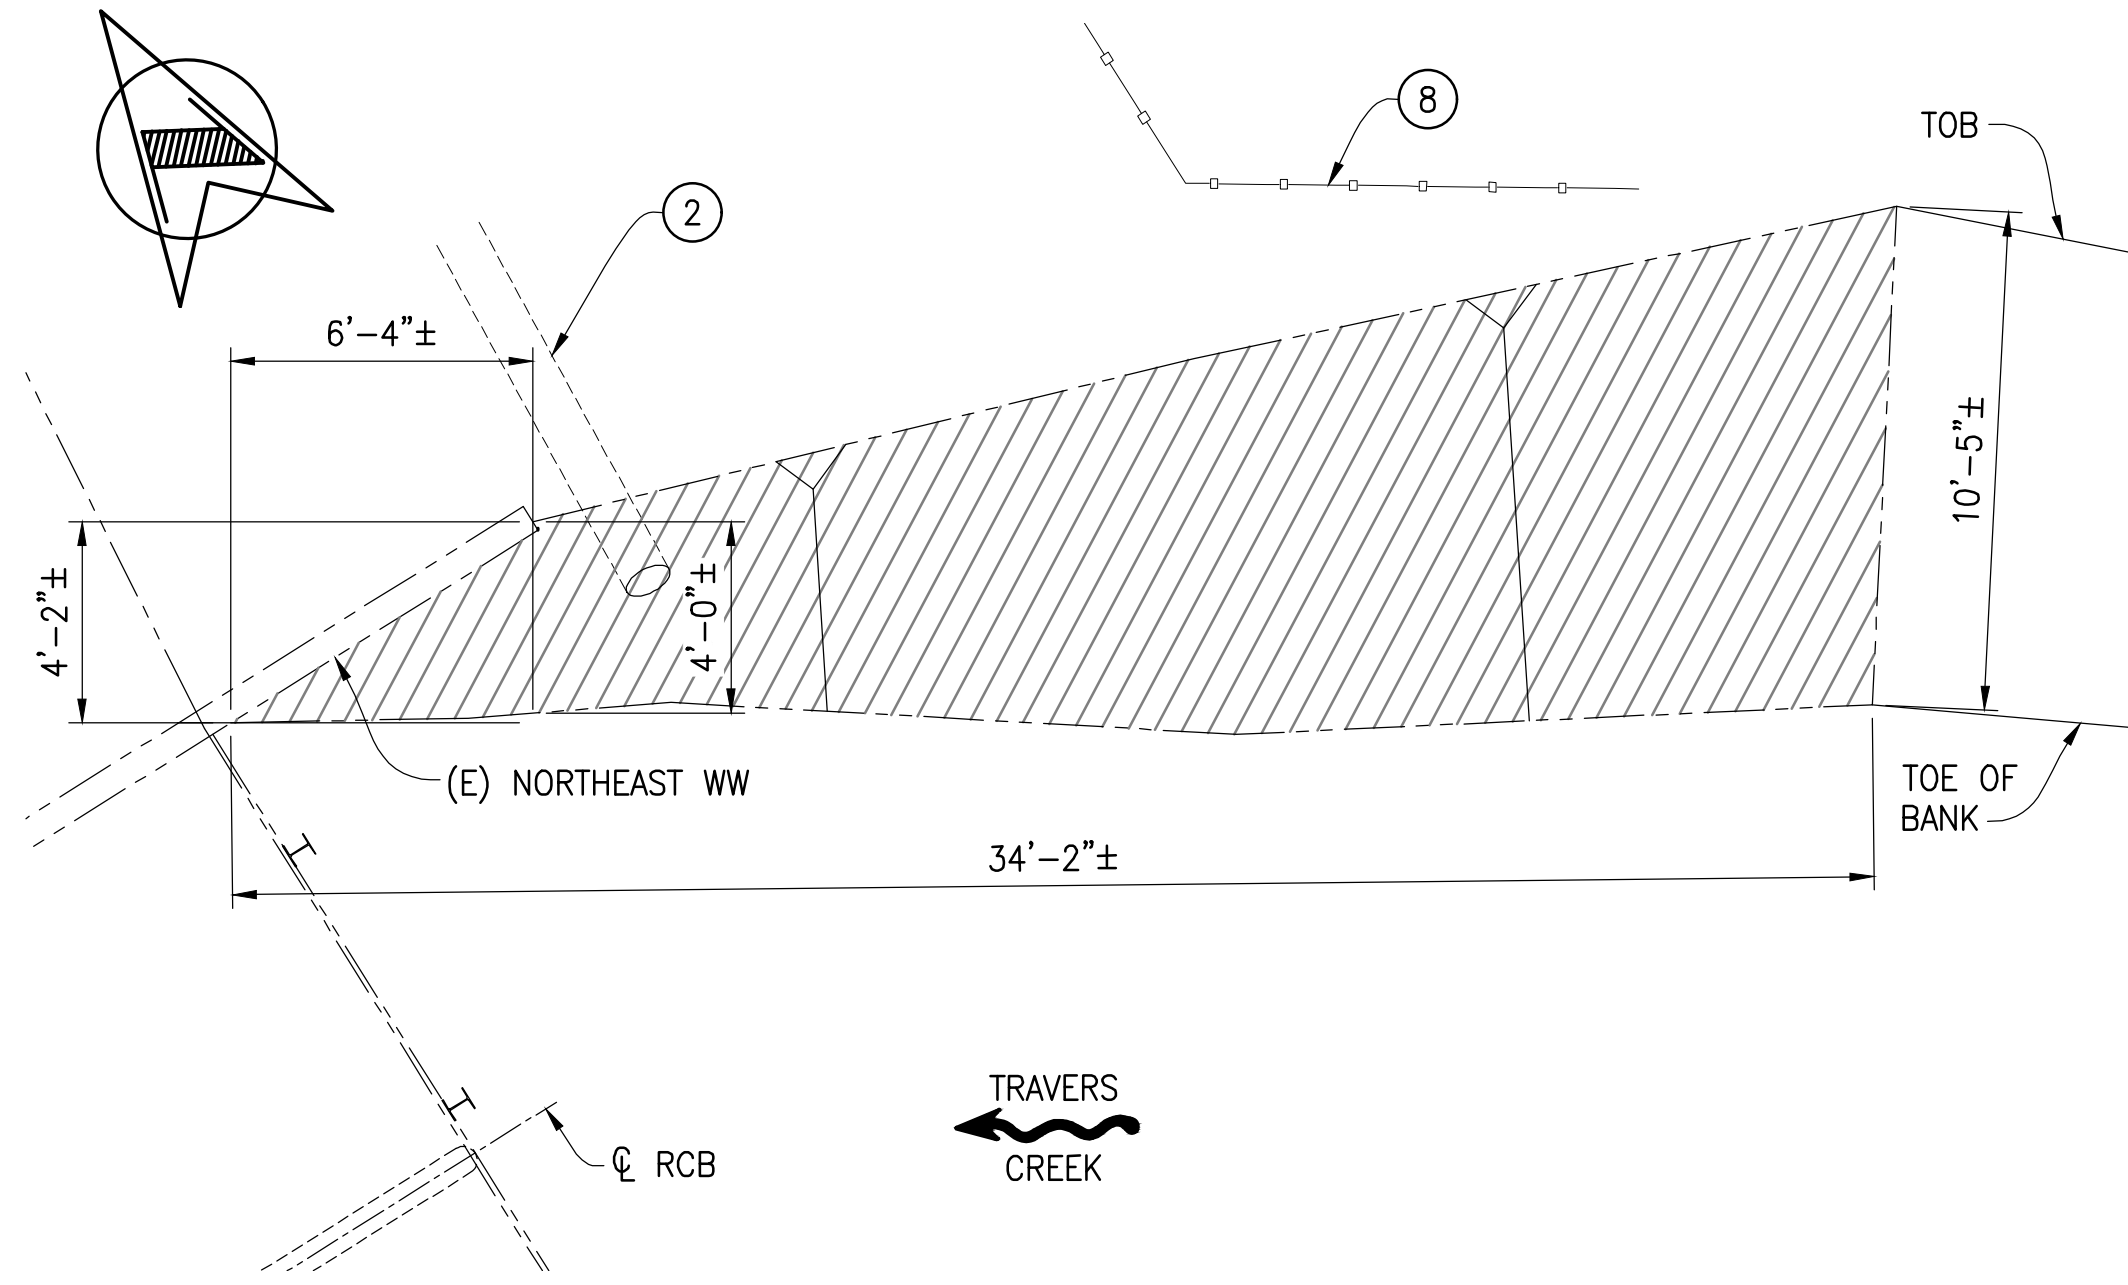 8
TOB
2
6'-4"±
10'-5"±
4'-2"±
4'-0"±
(E) NORTHEAST WW
TOE OF
BANK
34'-2"±
TRAVERS
CREEK
℄ RCB